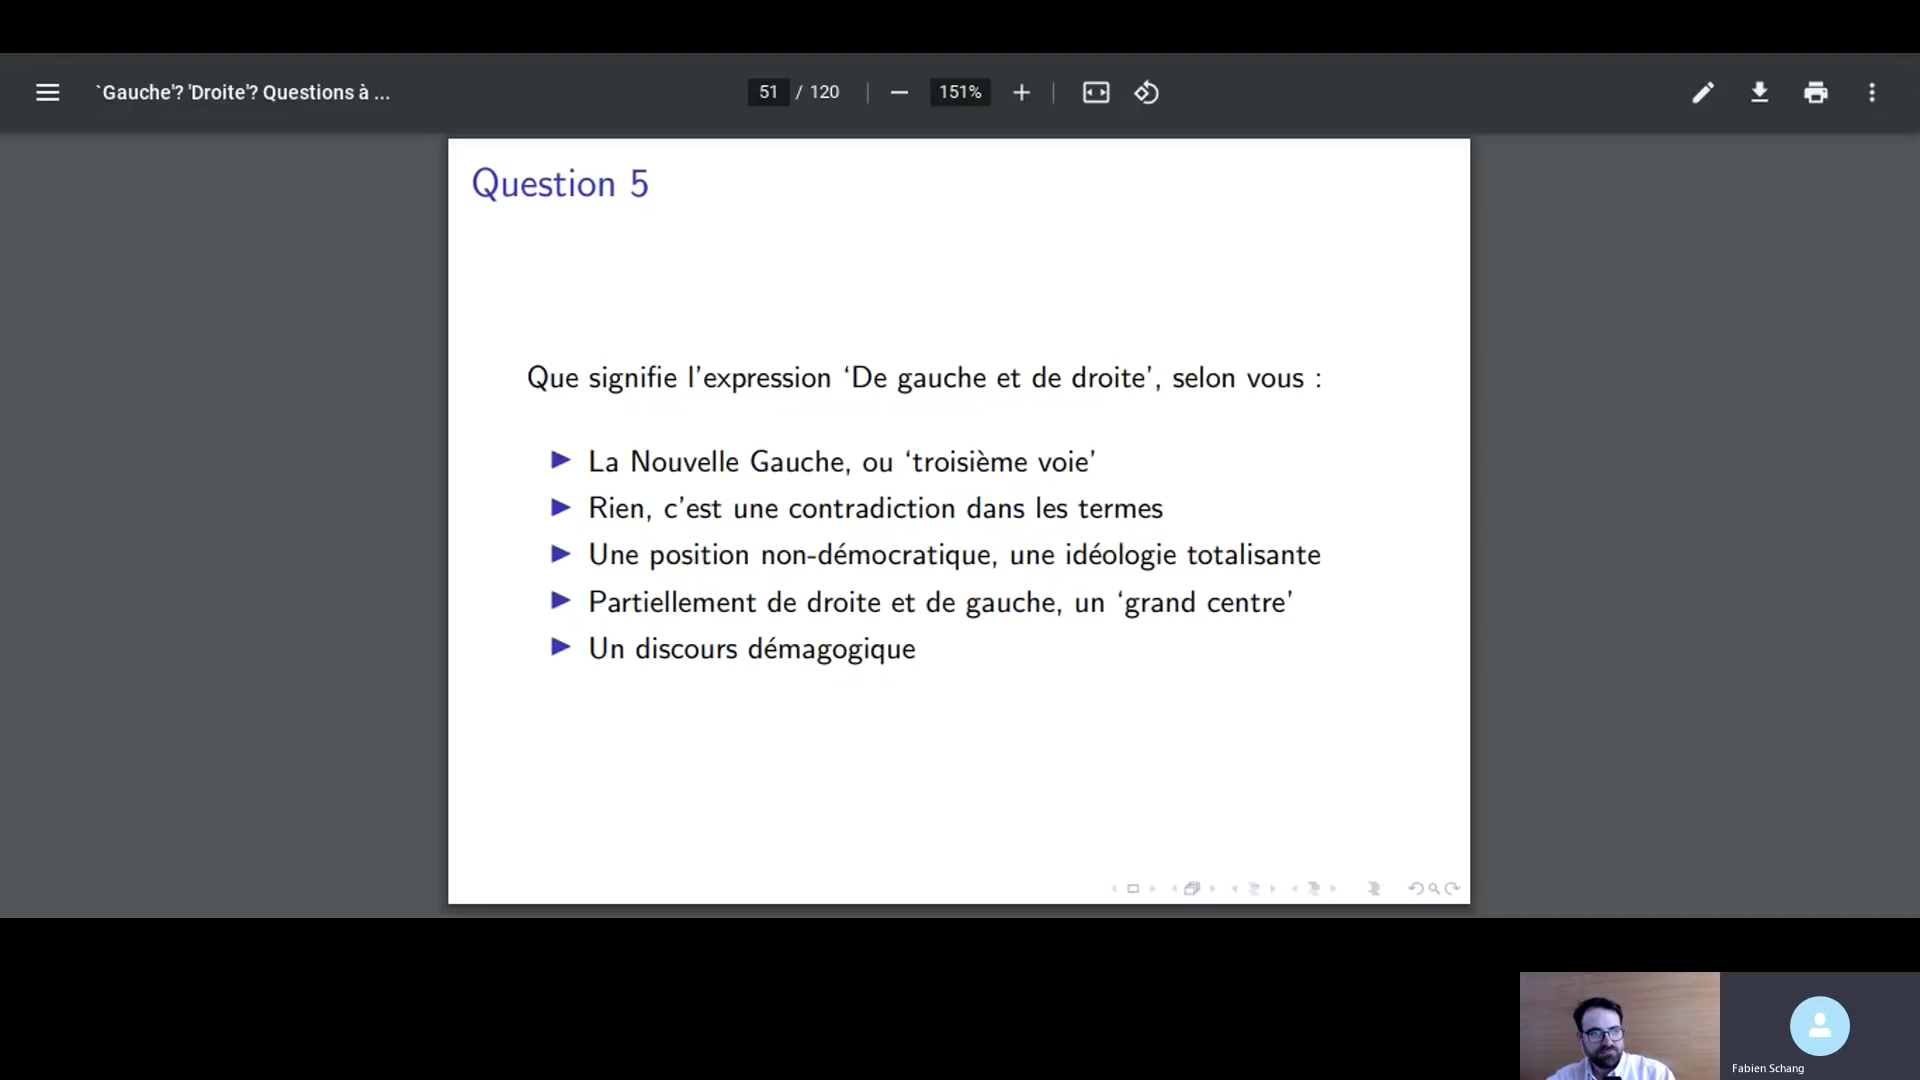 `Gauche'? 'Droite'? Questions à ...
51 / 120
151%
Question 5
Que signifie l'expression ‘De gauche et de droite’, selon vous :
La Nouvelle Gauche, ou ‘troisième voie’
Rien, c'est une contradiction dans les termes
Une position non-démocratique, une idéologie totalisante
Partiellement de droite et de gauche, un ‘grand centre’
Un discours démagogique
Fabien Schang